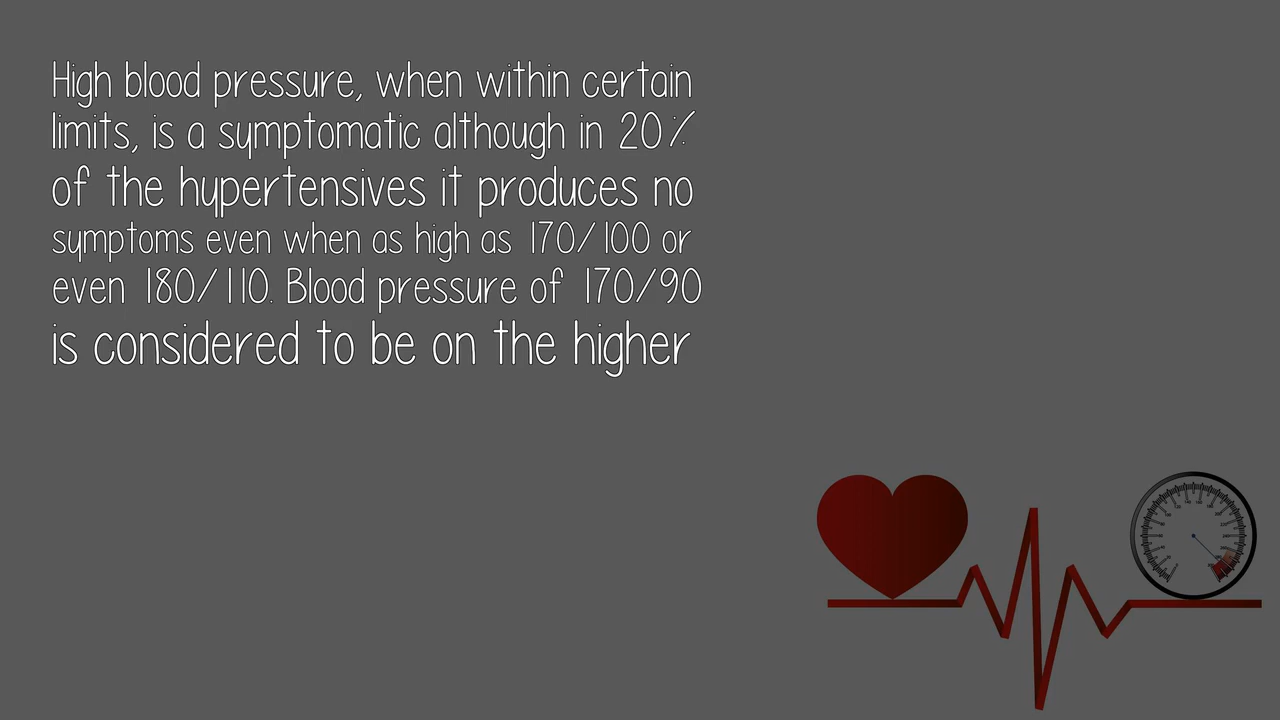 High blood pressure, when within certain
limits, is a symptomatic although in 20%
of the hypertensives it produces no
symptoms even when as high as 170/100 or
even 180/110. Blood pressure of 170/90
is considered to be on the higher